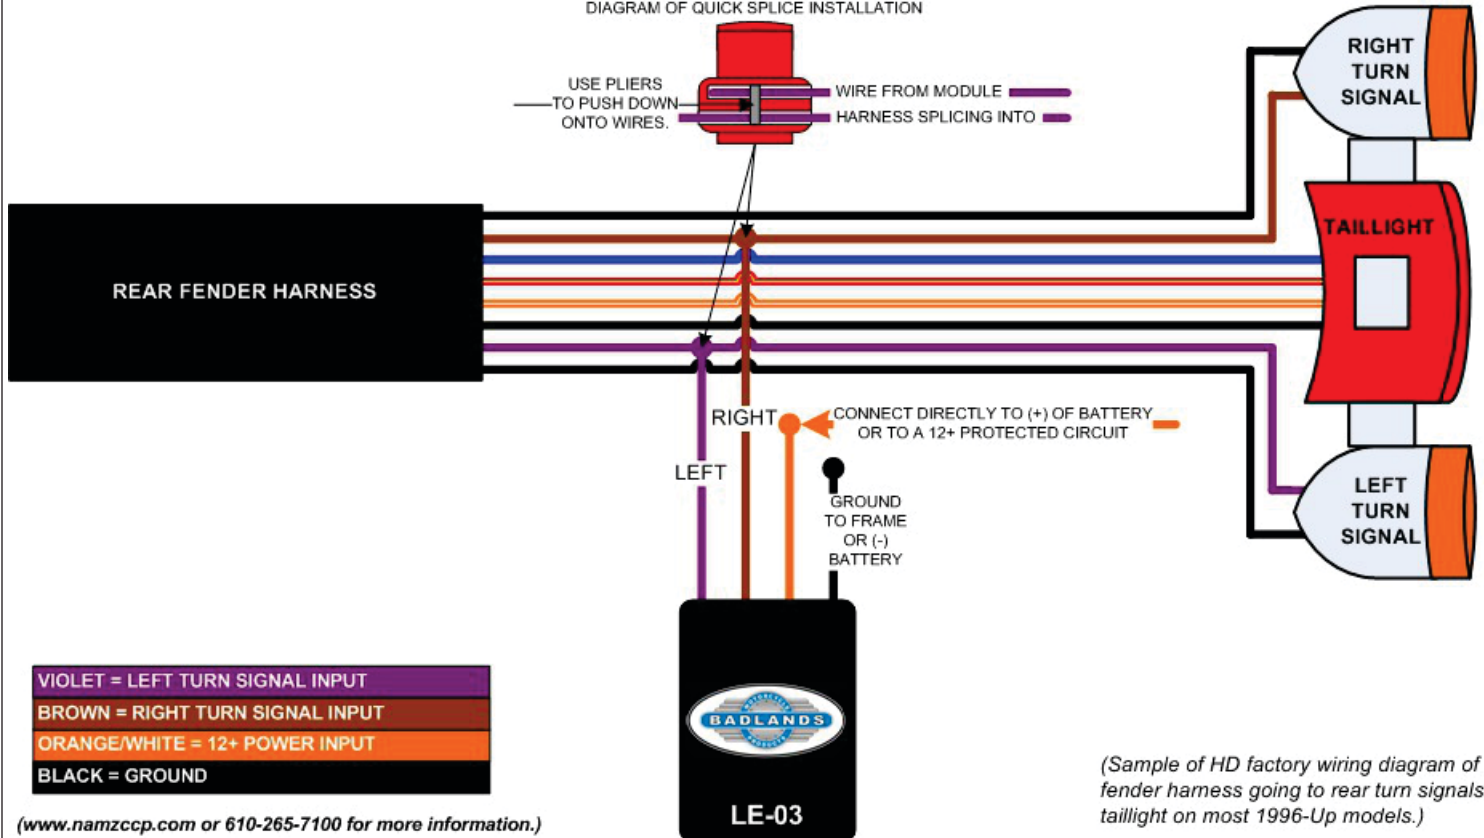 DIAGRAM OF QUICK SPLICE INSTALLATION
USE PLIERS
TO PUSH DOWN
ONTO WIRES.
WIRE FROM MODULE
HARNESS SPLICING INTO
RIGHT
TURN
SIGNAL
TAILLIGHT
REAR FENDER HARNESS
RIGHT
CONNECT DIRECTLY TO (+) OF BATTERY
OR TO A 12+ PROTECTED CIRCUIT
LEFT
GROUND
TO FRAME
OR (-)
BATTERY
LEFT
TURN
SIGNAL
VIOLET = LEFT TURN SIGNAL INPUT
BROWN = RIGHT TURN SIGNAL INPUT
ORANGE/WHITE = 12+ POWER INPUT
BLACK = GROUND
(www.namzccp.com or 610-265-7100 for more information.)
MOTORCYCLE
BADLANDS
PRODUCTS
LE-03
(Sample of HD factory wiring diagram of
fender harness going to rear turn signals
taillight on most 1996-Up models.)